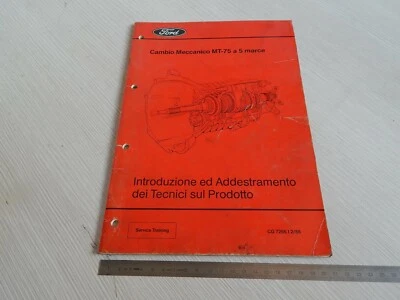 Ford
Cambio Meccanico MT-75 a 5 marce
Introduzione ed Addestramento
dei Tecnici sul Prodotto
Service Training